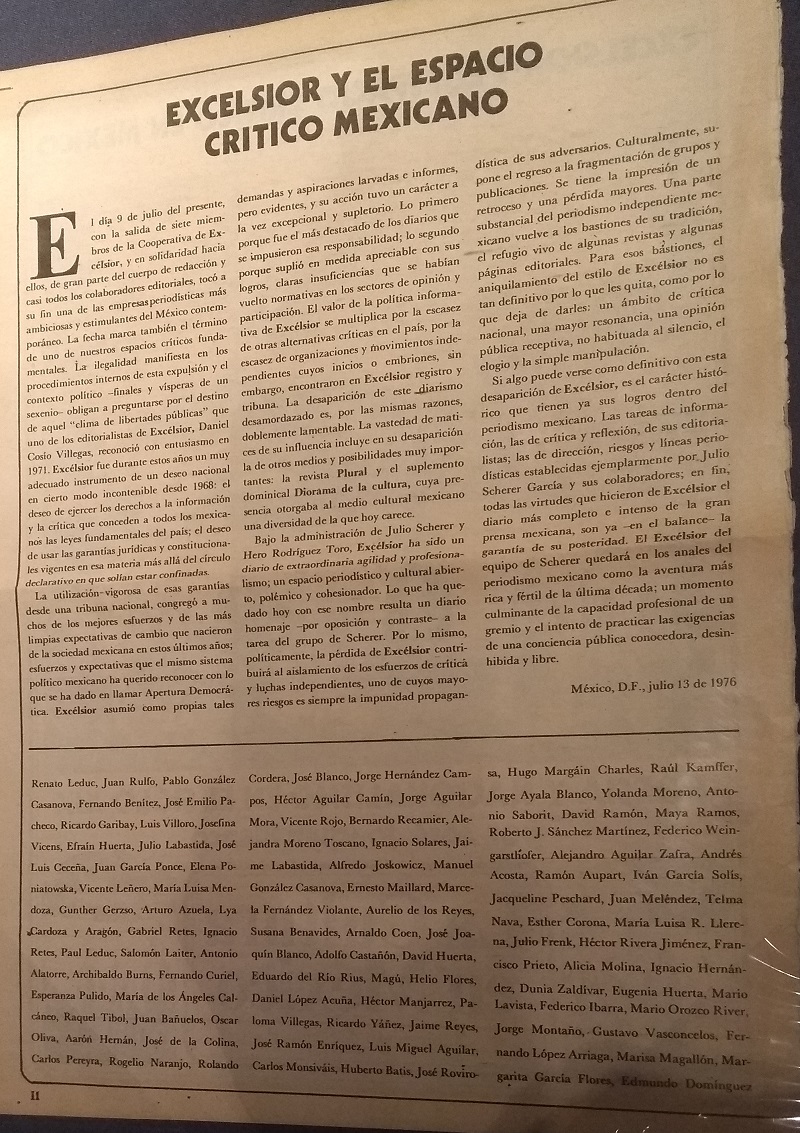 EXCELSIOR Y EL ESPACIO
CRITICO MEXICANO
El día 9 de julio del presente,
con la salida de siete miem-
bros de la Cooperativa de Ex-
célsior, y en solidaridad hacia
ellos, de gran parte del cuerpo de redacción y
casi todos los colaboradores editoriales, tocó a
su fin una de las empresas periodísticas más
ambiciosas y estimulantes del México contem-
poráneo. La fecha marca también el término
de uno de nuestros espacios críticos funda-
mentales. La ilegalidad manifiesta en los
procedimientos internos de esta expulsión y el
contexto político –finales y vísperas de un
sexenio– obligan a preguntarse por el destino
de aquel “clima de libertades públicas” que
uno de los editorialistas de Excélsior, Daniel
Cosío Villegas, reconoció con entusiasmo en
1971. Excélsior fue durante estos años un muy
adecuado instrumento de un deseo nacional
en cierto modo incontenible desde 1968: el
deseo de ejercer los derechos a la información
y la crítica que conceden a todos los mexica-
nos las leyes fundamentales del país; el deseo
de usar las garantías jurídicas y constituciona-
les vigentes en esa materia más allá del círculo
declarativo en que solían estar confinadas.
La utilización vigorosa de esas garantías
desde una tribuna nacional, congregó a mu-
chos de los mejores esfuerzos y de las más
limpias expectativas de cambio que nacieron
de la sociedad mexicana en estos últimos años;
esfuerzos y expectativas que el mismo sistema
político mexicano ha querido reconocer con lo
que se ha dado en llamar Apertura Democrá-
tica. Excélsior asumió como propias tales
demandas y aspiraciones larvadas e informes,
pero evidentes, y su acción tuvo un carácter a
la vez excepcional y supletorio. Lo primero
porque fue el más destacado de los diarios que
se impusieron esa responsabilidad; lo segundo
porque suplió en medida apreciable con sus
logros, claras insuficiencias que se habían
vuelto normativas en los sectores de opinión y
participación. El valor de la política informa-
tiva de Excélsior se multiplica por la escasez
de otras alternativas críticas en el país, por la
escasez de organizaciones y movimientos inde-
pendientes cuyos inicios o embriones, sin
embargo, encontraron en Excélsior registro y
tribuna. La desaparición de este diarismo
desamordazado es, por las mismas razones,
doblemente lamentable. La vastedad de mati-
ces de su influencia incluye en su desaparición
la de otros medios y posibilidades muy impor-
tantes: la revista Plural y el suplemento
dominical Diorama de la cultura, cuya pre-
sencia otorgaba al medio cultural mexicano
una diversidad de la que hoy carece.
Bajo la administración de Julio Scherer y
Hero Rodríguez Toro, Excélsior ha sido un
diario de extraordinaria agilidad y profesiona-
lismo; un espacio periodístico y cultural abier-
to, polémico y cohesionador. Lo que ha que-
dado hoy con ese nombre resulta un diario
homenaje –por oposición y contraste– a la
tarea del grupo de Scherer. Por lo mismo,
políticamente, la pérdida de Excélsior contri-
buirá al aislamiento de los esfuerzos de crítica
y luchas independientes, uno de cuyos mayo-
res riesgos es siempre la impunidad propagan-
dística de sus adversarios. Culturalmente, su-
pone el regreso a la fragmentación de grupos y
publicaciones. Se tiene la impresión de un
retroceso y una pérdida mayores. Una parte
substancial del periodismo independiente me-
xicano vuelve a los bastiones de su tradición,
el refugio vivo de algunas revistas y algunas
páginas editoriales. Para esos bastiones, el
aniquilamiento del estilo de Excélsior no es
tan definitivo por lo que les quita, como por lo
que deja de darles: un ámbito de crítica
nacional, una mayor resonancia, una opinión
pública receptiva, no habituada al silencio, el
elogio y la simple manipulación.
Si algo puede verse como definitivo con esta
desaparición de Excélsior, es el carácter histó-
rico que tienen ya sus logros dentro del
periodismo mexicano. Las tareas de informa-
ción, las de crítica y reflexión, de sus editoria-
listas; las de dirección, riesgos y líneas perio-
dísticas establecidas ejemplarmente por Julio
Scherer García y sus colaboradores; en fin,
todas las virtudes que hicieron de Excélsior el
diario más completo e intenso de la gran
prensa mexicana, son ya –en el balance– la
garantía de su posteridad. El Excélsior del
equipo de Scherer quedará en los anales del
periodismo mexicano como la aventura más
rica y fértil de la última década; un momento
culminante de la capacidad profesional de un
gremio y el intento de practicar las exigencias
de una conciencia pública conocedora, desin-
hibida y libre.
México, D.F., julio 13 de 1976
Renato Leduc, Juan Rulfo, Pablo González
Casanova, Fernando Benítez, José Emilio Pa-
checo, Ricardo Garibay, Luis Villoro, Josefina
Vicens, Efraín Huerta, Julio Labastida, José
Luis Ceceña, Juan García Ponce, Elena Po-
niatowska, Vicente Leñero, María Luisa Men-
doza, Gunther Gerzso, Arturo Azuela, Lya
Cardoza y Aragón, Gabriel Retes, Ignacio
Retes, Paul Leduc, Salomón Laiter, Antonio
Alatorre, Archibaldo Burns, Fernando Curiel,
Esperanza Pulido, María de los Ángeles Cal-
cáneo, Raquel Tibol, Juan Bañuelos, Oscar
Oliva, Aarón Hernán, José de la Colina,
Carlos Pereyra, Rogelio Naranjo, Rolando
Cordera, José Blanco, Jorge Hernández Cam-
pos, Héctor Aguilar Camín, Jorge Aguilar
Mora, Vicente Rojo, Bernardo Recamier, Ale-
jandra Moreno Toscano, Ignacio Solares, Jai-
me Labastida, Alfredo Joskowicz, Manuel
González Casanova, Ernesto Maillard, Marce-
la Fernández Violante, Aurelio de los Reyes,
Susana Benavides, Arnaldo Coen, José Joa-
quín Blanco, Adolfo Castañón, David Huerta,
Eduardo del Río Rius, Magú, Helio Flores,
Daniel López Acuña, Héctor Manjarrez, Pa-
loma Villegas, Ricardo Yáñez, Jaime Reyes,
José Ramón Enríquez, Luis Miguel Aguilar,
Carlos Monsiváis, Huberto Batis, José Roviro-
sa, Hugo Margáin Charles, Raúl Kamffer,
Jorge Ayala Blanco, Yolanda Moreno, Anto-
nio Saborit, David Ramón, Maya Ramos,
Roberto J. Sánchez Martínez, Federico Wein-
garsthofer, Alejandro Aguilar Zafra, Andrés
Acosta, Ramón Aupart, Iván García Solís,
Jacqueline Peschard, Juan Meléndez, Telma
Nava, Esther Corona, María Luisa R. Llere-
na, Julio Frenk, Héctor Rivera Jiménez, Fran-
cisco Prieto, Alicia Molina, Ignacio Hernán-
dez, Dunia Zaldívar, Eugenia Huerta, Mario
Lavista, Federico Ibarra, Mario Orozco River,
Jorge Montaño, Gustavo Vasconcelos, Fer-
nando López Arriaga, Marisa Magallón, Mar-
garita García Flores, Edmundo Domínguez
11